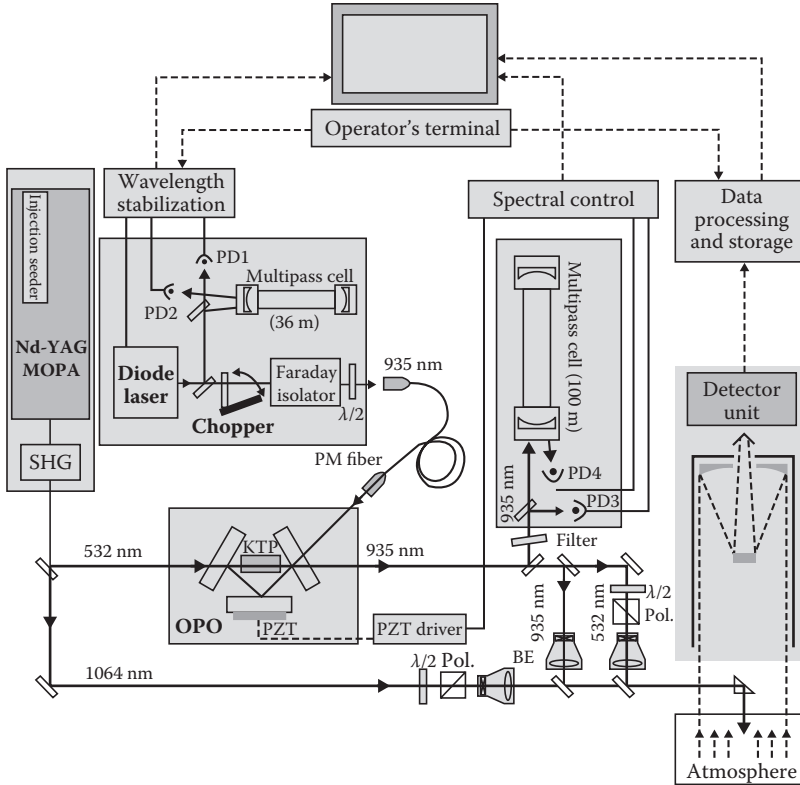 Operator's terminal
Wavelength
stabilization
Spectral control
Data
processing
and storage
Injection seeder
Nd-YAG
MOPA
SHG
PD1
PD2
Multipass cell
(36 m)
Diode
laser
Chopper
Faraday
isolator
λ/2
935 nm
PM fiber
Multipass cell (100 m)
PD4
PD3
935 nm
Filter
Detector
unit
532 nm
KTP
935 nm
OPO
PZT
PZT driver
935 nm
532 nm
λ/2
Pol.
1064 nm
λ/2 Pol.
BE
Atmosphere